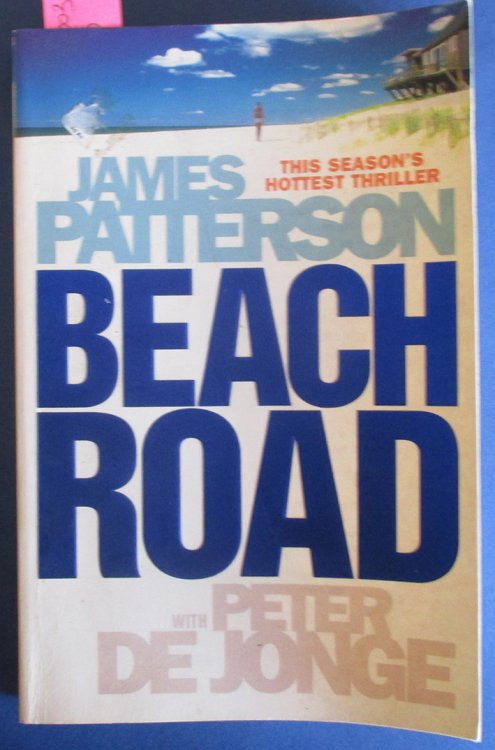 JAMES
THIS SEASON'S
HOTTEST THRILLER
PATTERSON
BEACH
ROAD
WITH PETER
DE JONGE